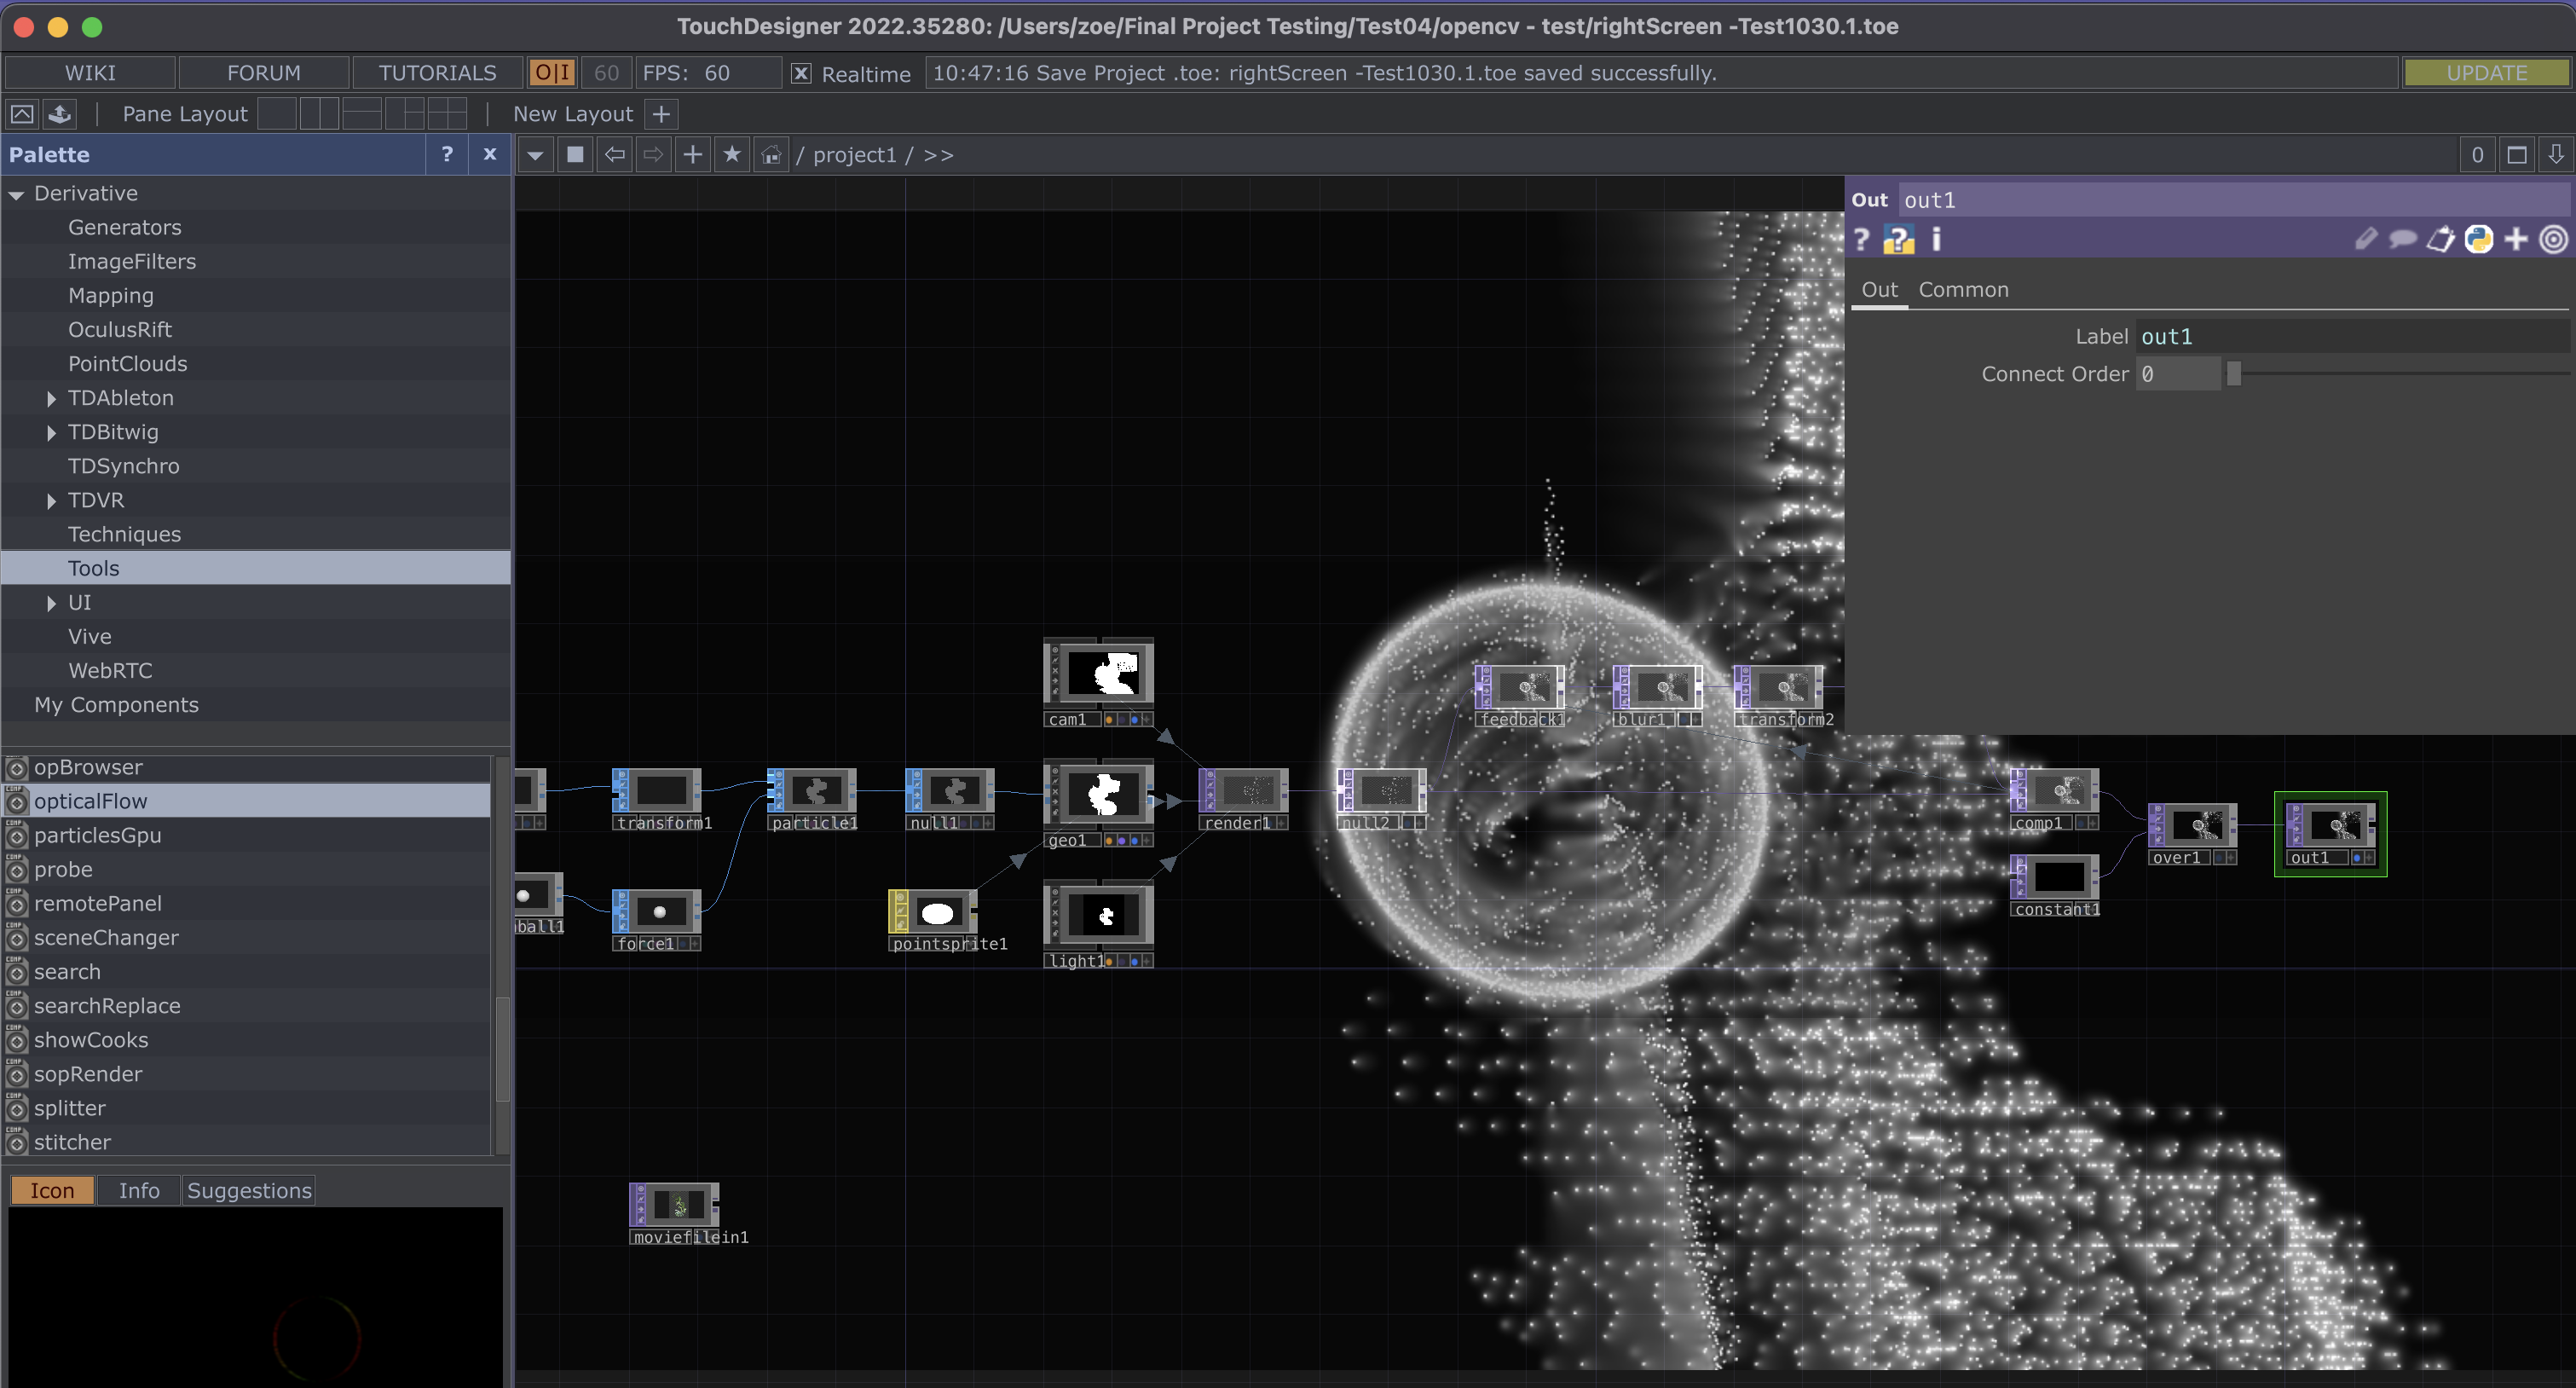 TouchDesigner 2022.35280: /Users/zoe/Final Project Testing/Test04/opencv - test/rightScreen -Test1030.1.toe
WIKI FORUM TUTORIALS O|I 60 FPS: 60 x Realtime 10:47:16 Save Project .toe: rightScreen -Test1030.1.toe saved successfully. UPDATE
Pane Layout New Layout +
Palette ? x
/ project1 / >> 0
Derivative
Generators
ImageFilters
Mapping
OculusRift
PointClouds
TDAbleton
TDBitwig
TDSynchro
TDVR
Techniques
Tools
UI
Vive
WebRTC
My Components
opBrowser
opticalFlow
particlesGpu
probe
remotePanel
sceneChanger
search
searchReplace
showCooks
sopRender
splitter
stitcher
Icon Info Suggestions
Out out1
? ? i
Out Common
Label out1
Connect Order 0
cam1
feedback1 blur1 transform2
transform1 particle1 null1 render1 null2 comp1
geo1
over1 out1
constant1
ball1 force1 pointsprite1
light1
moviefilein1